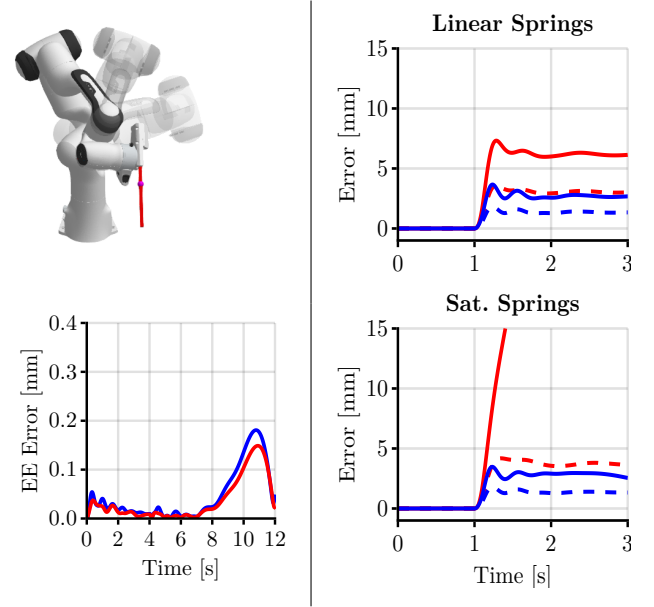 Linear Springs
15
10
5
0
Error [mm]
0 1 2 3
Sat. Springs
15
10
5
0
Error [mm]
0 1 2 3
Time [s]
0.4
0.3
0.2
0.1
0.0
EE Error [mm]
0 2 4 6 8 10 12
Time [s]